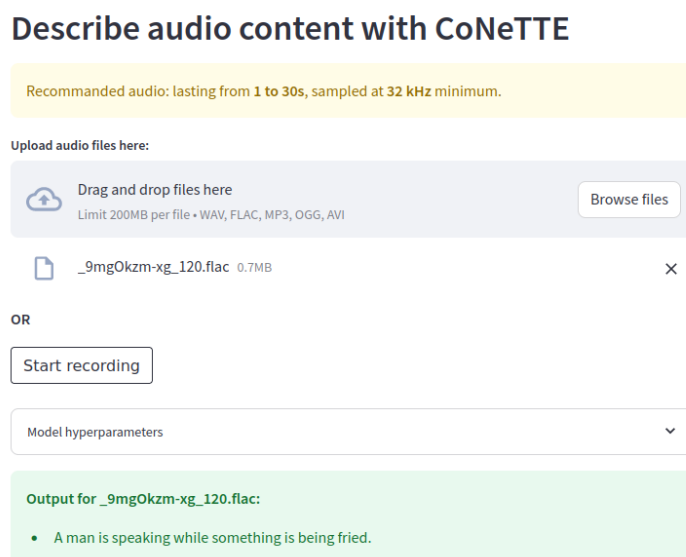 Describe audio content with CoNeTTE
Recommanded audio: lasting from 1 to 30s, sampled at 32 kHz minimum.
Upload audio files here:
Drag and drop files here
Limit 200MB per file • WAV, FLAC, MP3, OGG, AVI
Browse files
_9mgOkzm-xg_120.flac 0.7MB
OR
Start recording
Model hyperparameters
Output for _9mgOkzm-xg_120.flac:
• A man is speaking while something is being fried.